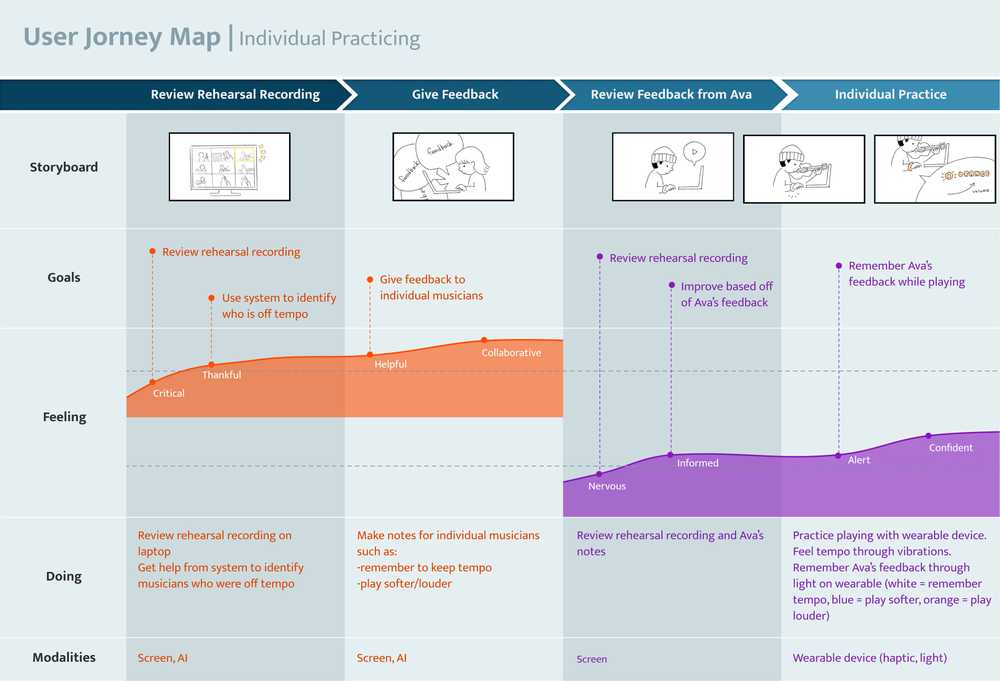 User Jorney Map | Individual Practicing
Review Rehearsal Recording
Give Feedback
Review Feedback from Ava
Individual Practice
Storyboard
Feedback
Feedback
Feedback
ORANGE
VOLUME
Goals
Review rehearsal recording
Use system to identify
who is off tempo
Give feedback to
individual musicians
Review rehearsal recording
Improve based off
of Ava's feedback
Remember Ava's
feedback while playing
Feeling
Critical
Thankful
Helpful
Collaborative
Nervous
Informed
Alert
Confident
Doing
Review rehearsal recording on
laptop
Get help from system to identify
musicians who were off tempo
Make notes for individual musicians
such as:
-remember to keep tempo
-play softer/louder
Review rehearsal recording and Ava's
notes
Practice playing with wearable device.
Feel tempo through vibrations.
Remember Ava's feedback through
light on wearable (white = remember
tempo, blue = play softer, orange = play
louder)
Modalities
Screen, AI
Screen, AI
Screen
Wearable device (haptic, light)